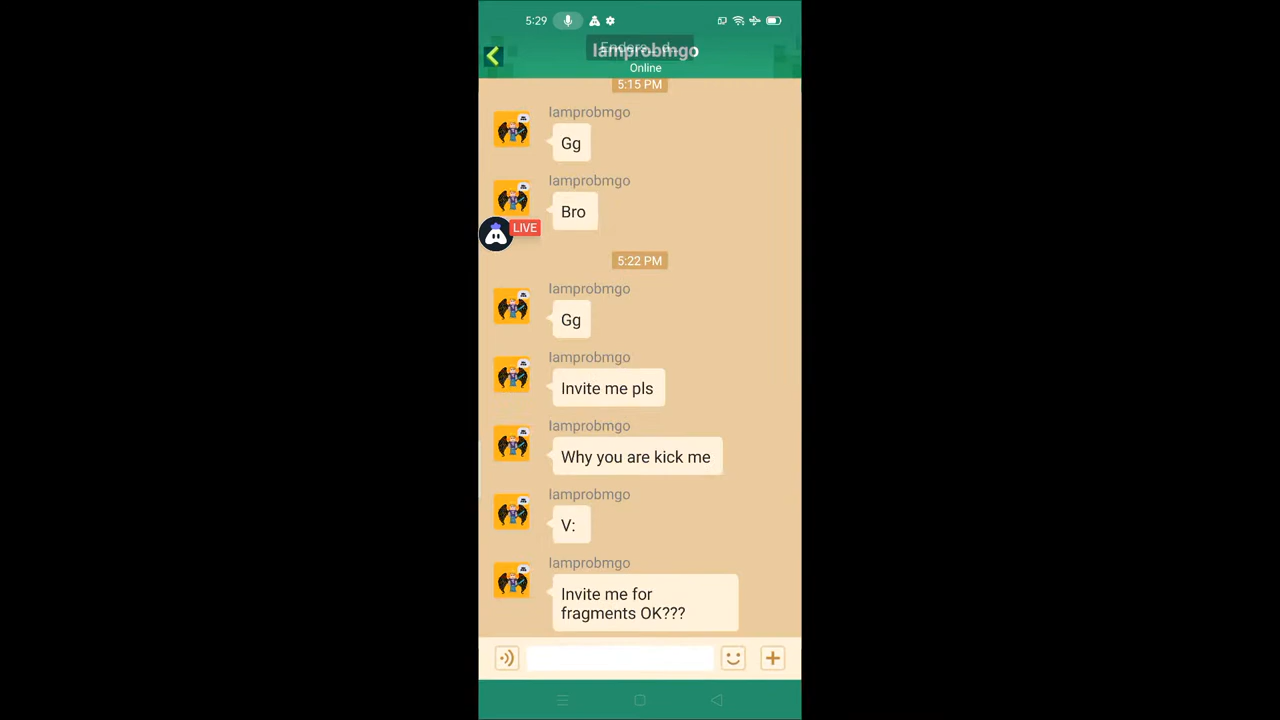 5:29
Iamprobmgo
Online
5:15 PM
Iamprobmgo
Gg
Iamprobmgo
Bro
LIVE
5:22 PM
Iamprobmgo
Gg
Iamprobmgo
Invite me pls
Iamprobmgo
Why you are kick me
Iamprobmgo
V:
Iamprobmgo
Invite me for
fragments OK???